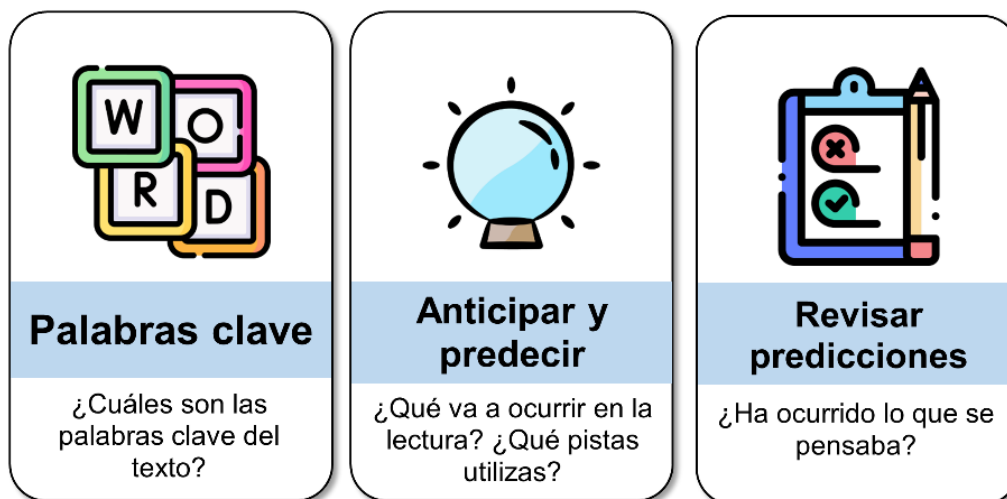 W
O
R
D
Palabras clave
¿Cuáles son las
palabras clave del
texto?
Anticipar y
predecir
¿Qué va a ocurrir en la
lectura? ¿Qué pistas
utilizas?
Revisar
predicciones
¿Ha ocurrido lo que se
pensaba?